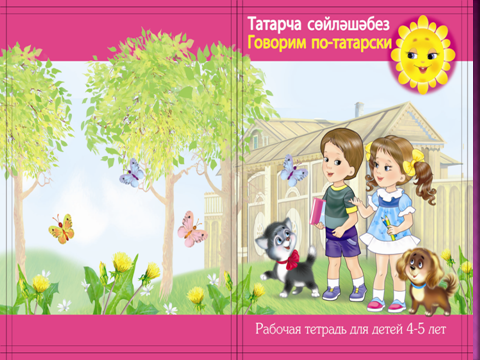 Татарча сөйләшәбез
Говорим по-татарски
Рабочая тетрадь для детей 4-5 лет